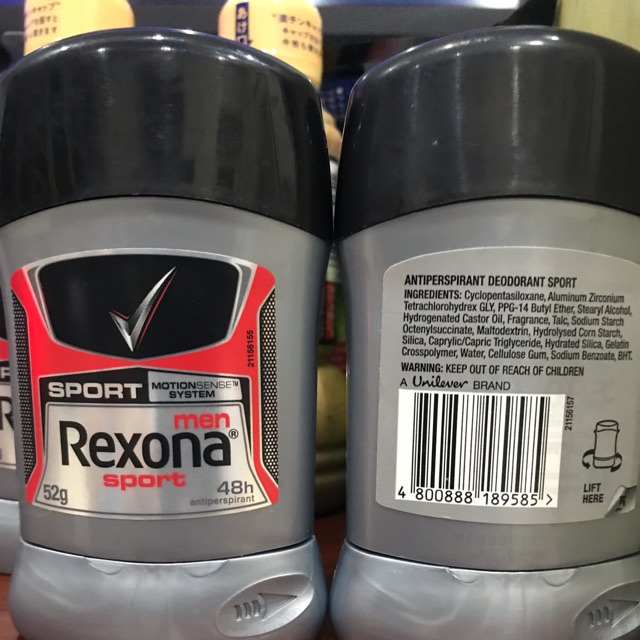 SPORT
MOTIONSENSE™
SYSTEM
men
Rexona®
sport
52g
48h
antiperspirant
21156155
ANTIPERSPIRANT DEODORANT SPORT
INGREDIENTS: Cyclopentasiloxane, Aluminum Zirconium
Tetrachlorohydrex GLY, PPG-14 Butyl Ether, Stearyl Alcohol,
Hydrogenated Castor Oil, Fragrance, Talc, Sodium Starch
Octenylsuccinate, Maltodextrin, Hydrolysed Corn Starch,
Silica, Caprylic/Capric Triglyceride, Hydrated Silica, Gelatin
Crosspolymer, Water, Cellulose Gum, Sodium Benzoate, BHT.
WARNING: KEEP OUT OF REACH OF CHILDREN
A Unilever BRAND
21156157
4 800888 189585 >
LIFT
HERE